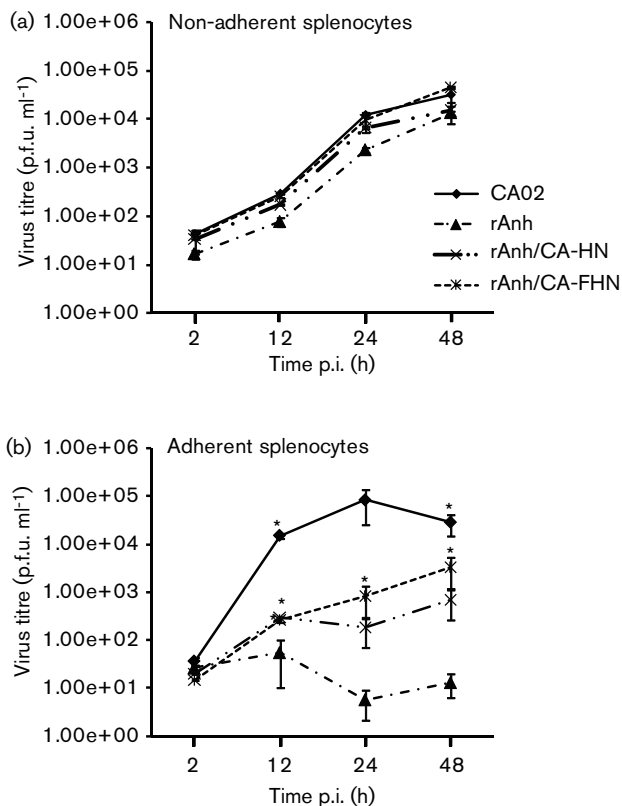 (a)
Non-adherent splenocytes
Virus titre (p.f.u. ml-1)
1.00e+06
1.00e+05
1.00e+04
1.00e+03
1.00e+02
1.00e+01
1.00e+00
2 12 24 48
Time p.i. (h)
CA02
rAnh
rAnh/CA-HN
rAnh/CA-FHN
(b)
Adherent splenocytes
Virus titre (p.f.u. ml-1)
1.00e+06
1.00e+05
1.00e+04
1.00e+03
1.00e+02
1.00e+01
1.00e+00
* * * * * *
2 12 24 48
Time p.i. (h)